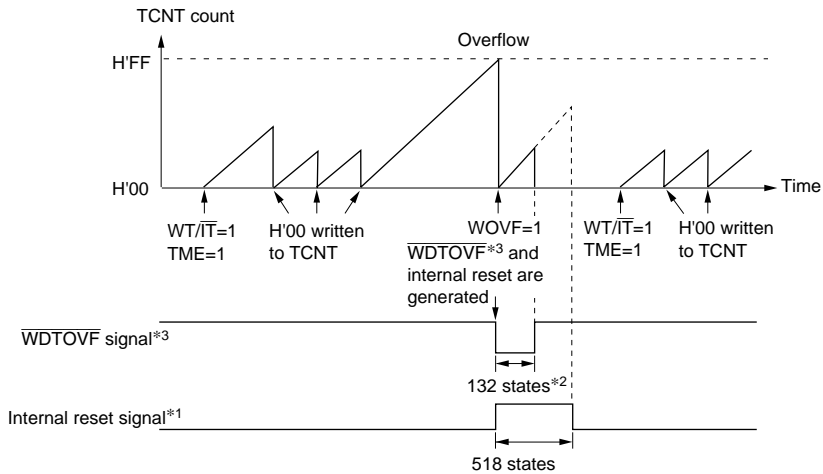 TCNT count
Overflow
H'FF
H'00
Time
WT/IT=1
TME=1
H'00 written
to TCNT
WOVF=1
WDTOVF*3 and
internal reset are
generated
WT/IT=1
TME=1
H'00 written
to TCNT
WDTOVF signal*3
132 states*2
Internal reset signal*1
518 states